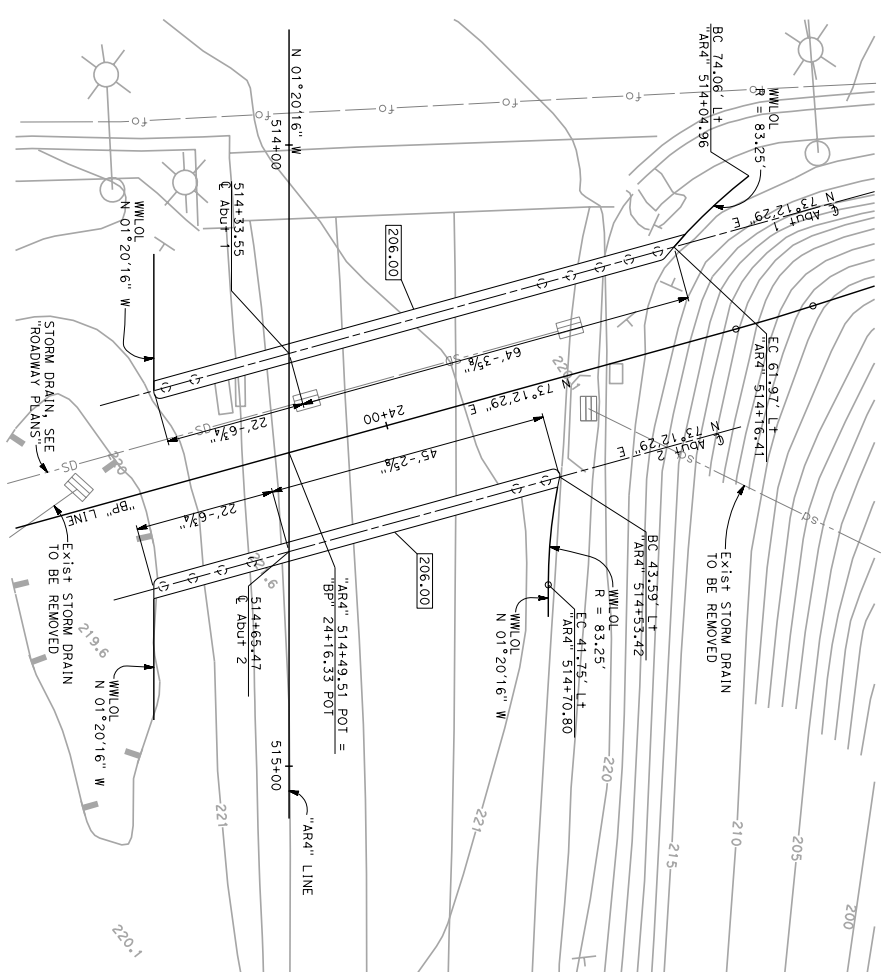 BC 74.06' Lt
"AR4" 514+04.96
WWLOL
R = 83.25'
N 01°20'16" W
514+00
℄ Abut 1
N 73°12'29" E
514+33.55
℄ Abut 1
WWLOL
N 01°20'16" W
206.00
EC 61.97' Lt
"AR4" 514+16.41
64'-3⅝"
SD
220.1
STORM DRAIN, SEE
"ROADWAY PLANS"
22'-6¾"
SD
24+00
N 73°12'29" E
45'-2⅝"
℄ Abut 2
N 73°12'29" E
SD
SD
SD
220
"BP" LINE
22'-6¾"
206.00
Exist STORM DRAIN
TO BE REMOVED
BC 43.59' Lt
"AR4" 514+53.42
Exist STORM DRAIN
TO BE REMOVED
WWLOL
R = 83.25'
EC 41.75' Lt
"AR4" 514+70.80
WWLOL
N 01°20'16" W
"AR4" 514+49.51 POT =
"BP" 24+16.33 POT
514+65.47
℄ Abut 2
219.6
WWLOL
N 01°20'16" W
515+00
"AR4" LINE
221
221
220
215
210
205
200
220.1